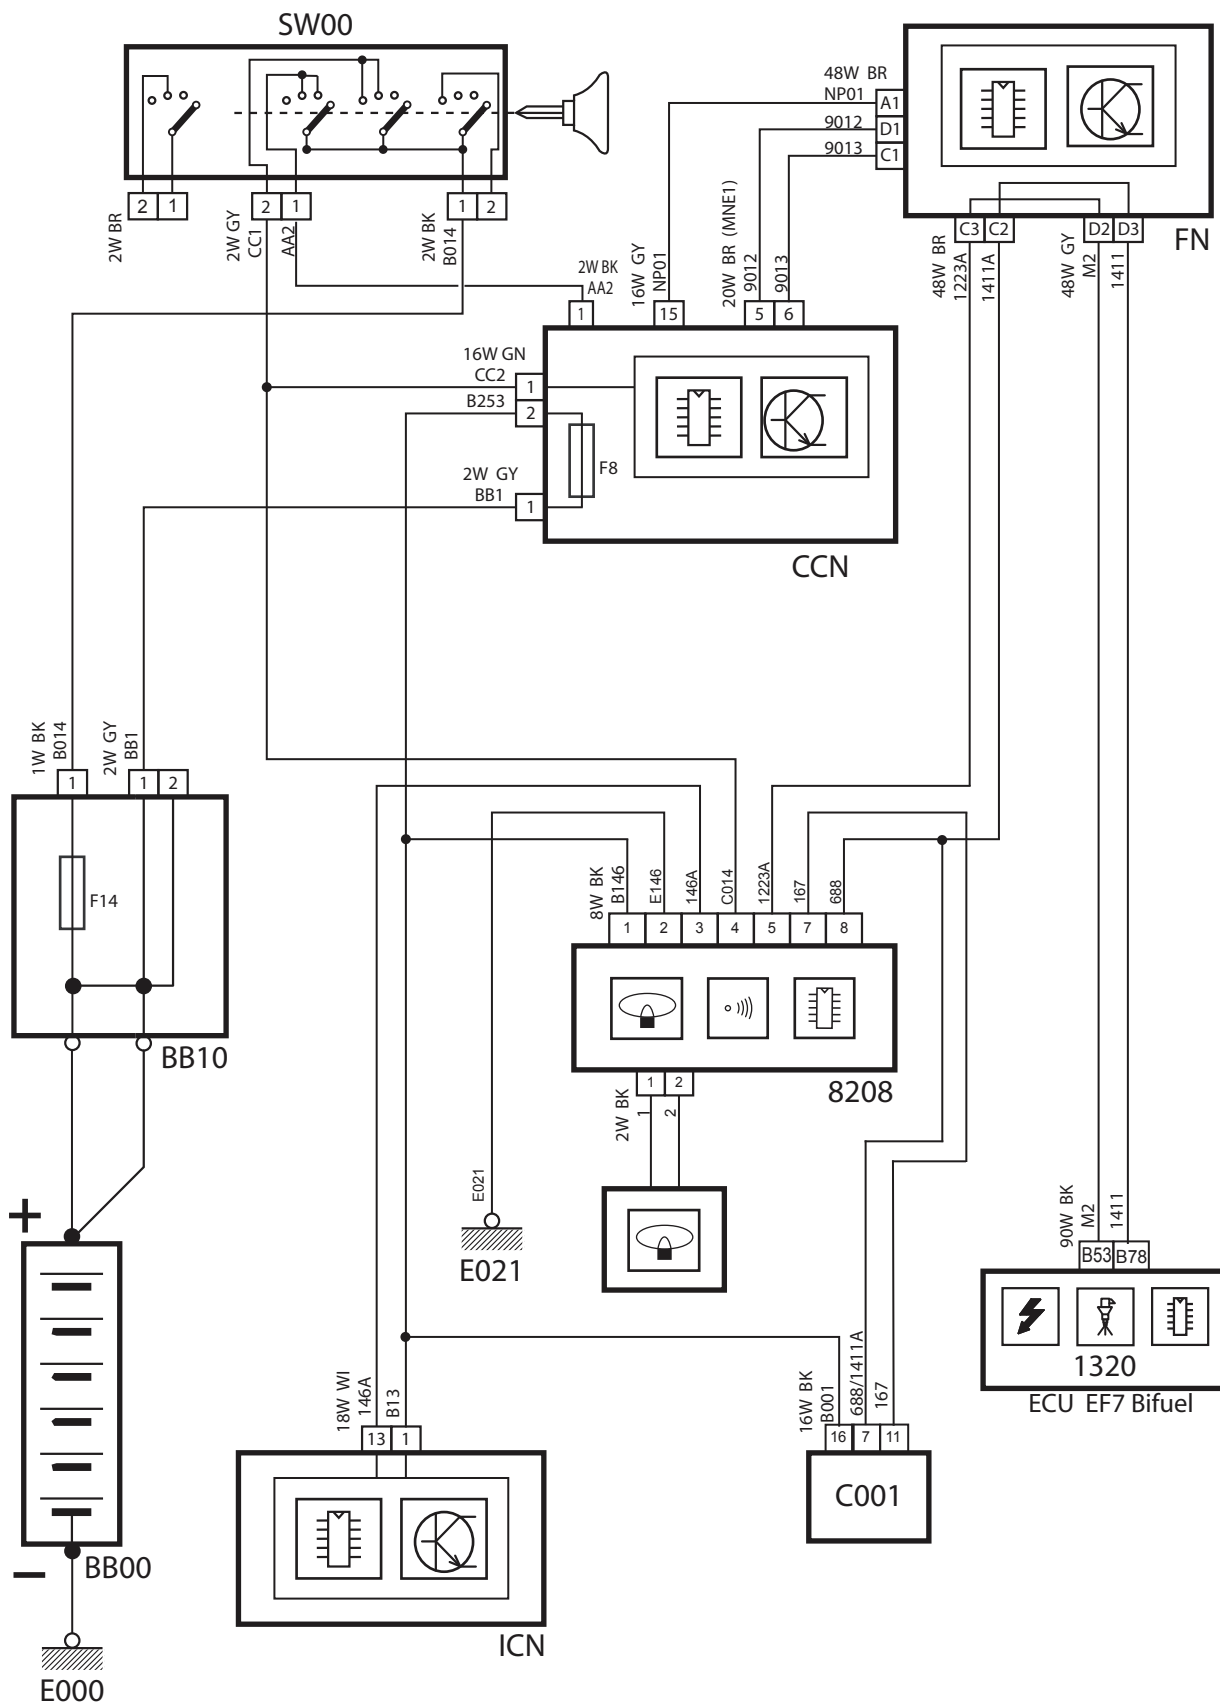 SW00
2
1
2
1
1
2
2W BR
2W GY
CC1
AA2
2W BK
B014
48W BR
NP01
A1
9012
D1
9013
C1
C3
C2
D2
D3
FN
48W BR
1223A
1411A
48W GY
M2
1411
2W BK
AA2
16W GY
NP01
20W BR (MNE1)
9012
9013
1
15
5
6
16W GN
CC2
1
B253
2
F8
2W GY
BB1
1
CCN
1W BK
B014
2W GY
BB1
1
1
2
F14
BB10
8W BK
B146
E146
146A
C014
1223A
167
688
1
2
3
4
5
7
8
8208
1
2
2W BK
1
2
E021
E021
+
−
BB00
E000
90W BK
M2
1411
B53
B78
1320
ECU EF7 Bifuel
18W WI
146A
B13
13
1
ICN
16W BK
B001
688/1411A
167
16
7
11
C001